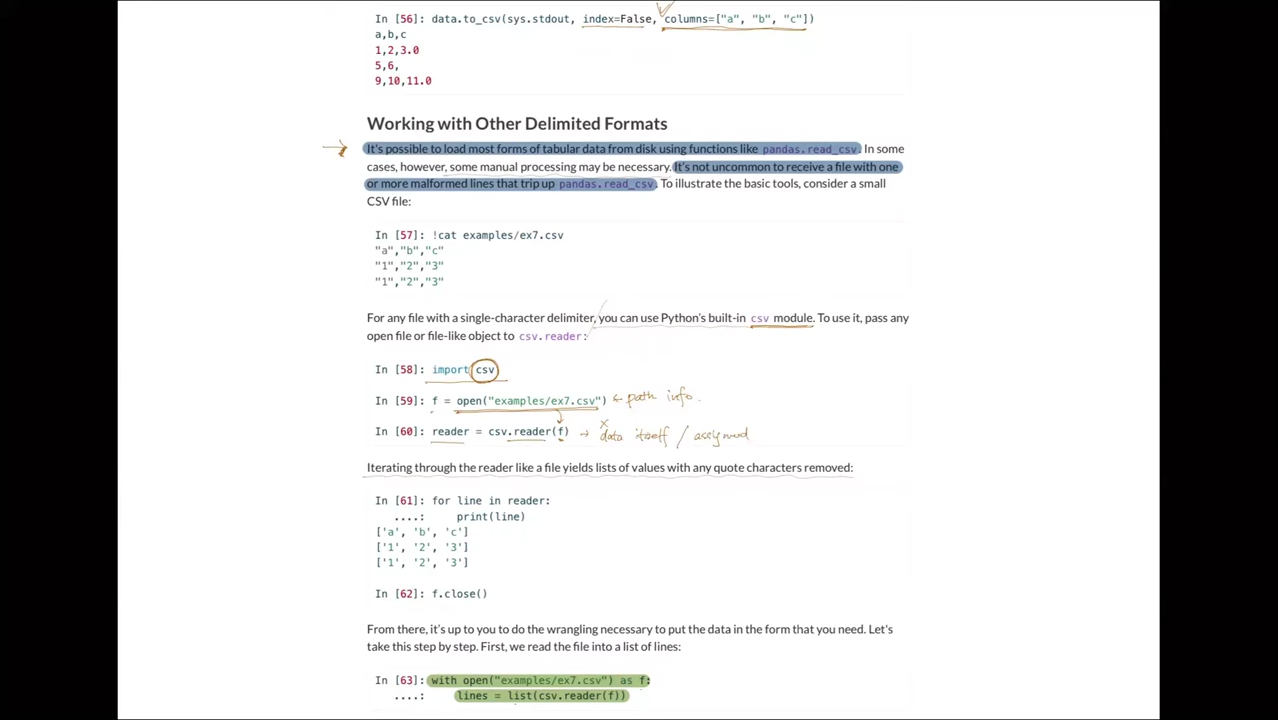 In [56]: data.to_csv(sys.stdout, index=False, columns=["a", "b", "c"])
a,b,c
1,2,3.0
5,6,
9,10,11.0
Working with Other Delimited Formats
It's possible to load most forms of tabular data from disk using functions like pandas.read_csv. In some
cases, however, some manual processing may be necessary. It's not uncommon to receive a file with one
or more malformed lines that trip up pandas.read_csv. To illustrate the basic tools, consider a small
CSV file:
In [57]: !cat examples/ex7.csv
"a","b","c"
"1","2","3"
"1","2","3"
For any file with a single-character delimiter, you can use Python's built-in csv module. To use it, pass any
open file or file-like object to csv.reader:
In [58]: import csv
In [59]: f = open("examples/ex7.csv") ← path info.
In [60]: reader = csv.reader(f) → data itself / assigned
Iterating through the reader like a file yields lists of values with any quote characters removed:
In [61]: for line in reader:
....: print(line)
['a', 'b', 'c']
['1', '2', '3']
['1', '2', '3']
In [62]: f.close()
From there, it's up to you to do the wrangling necessary to put the data in the form that you need. Let's
take this step by step. First, we read the file into a list of lines:
In [63]: with open("examples/ex7.csv") as f:
....: lines = list(csv.reader(f))